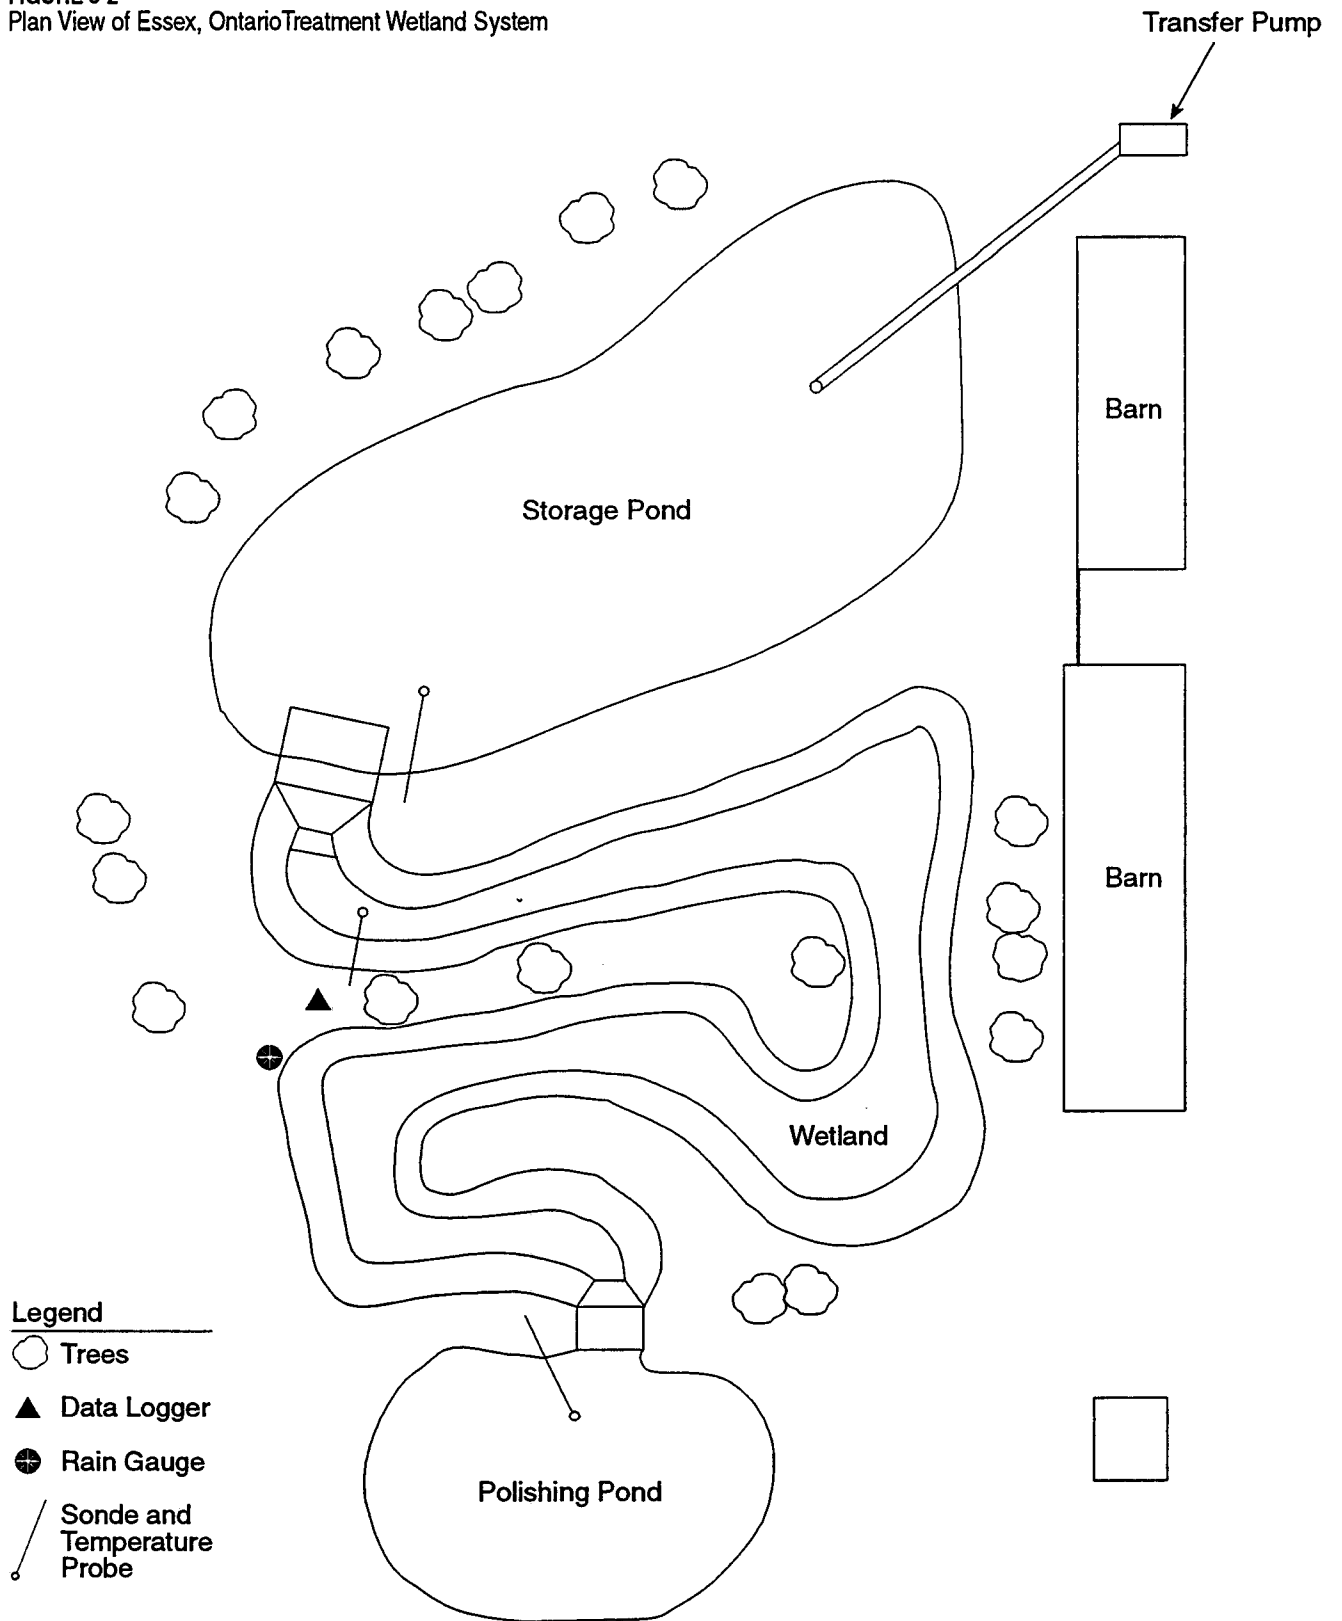 Plan View of Essex, OntarioTreatment Wetland System
Transfer Pump
Barn
Storage Pond
Barn
Wetland
Legend
Trees
Data Logger
Rain Gauge
Sonde and
Temperature
Probe
Polishing Pond